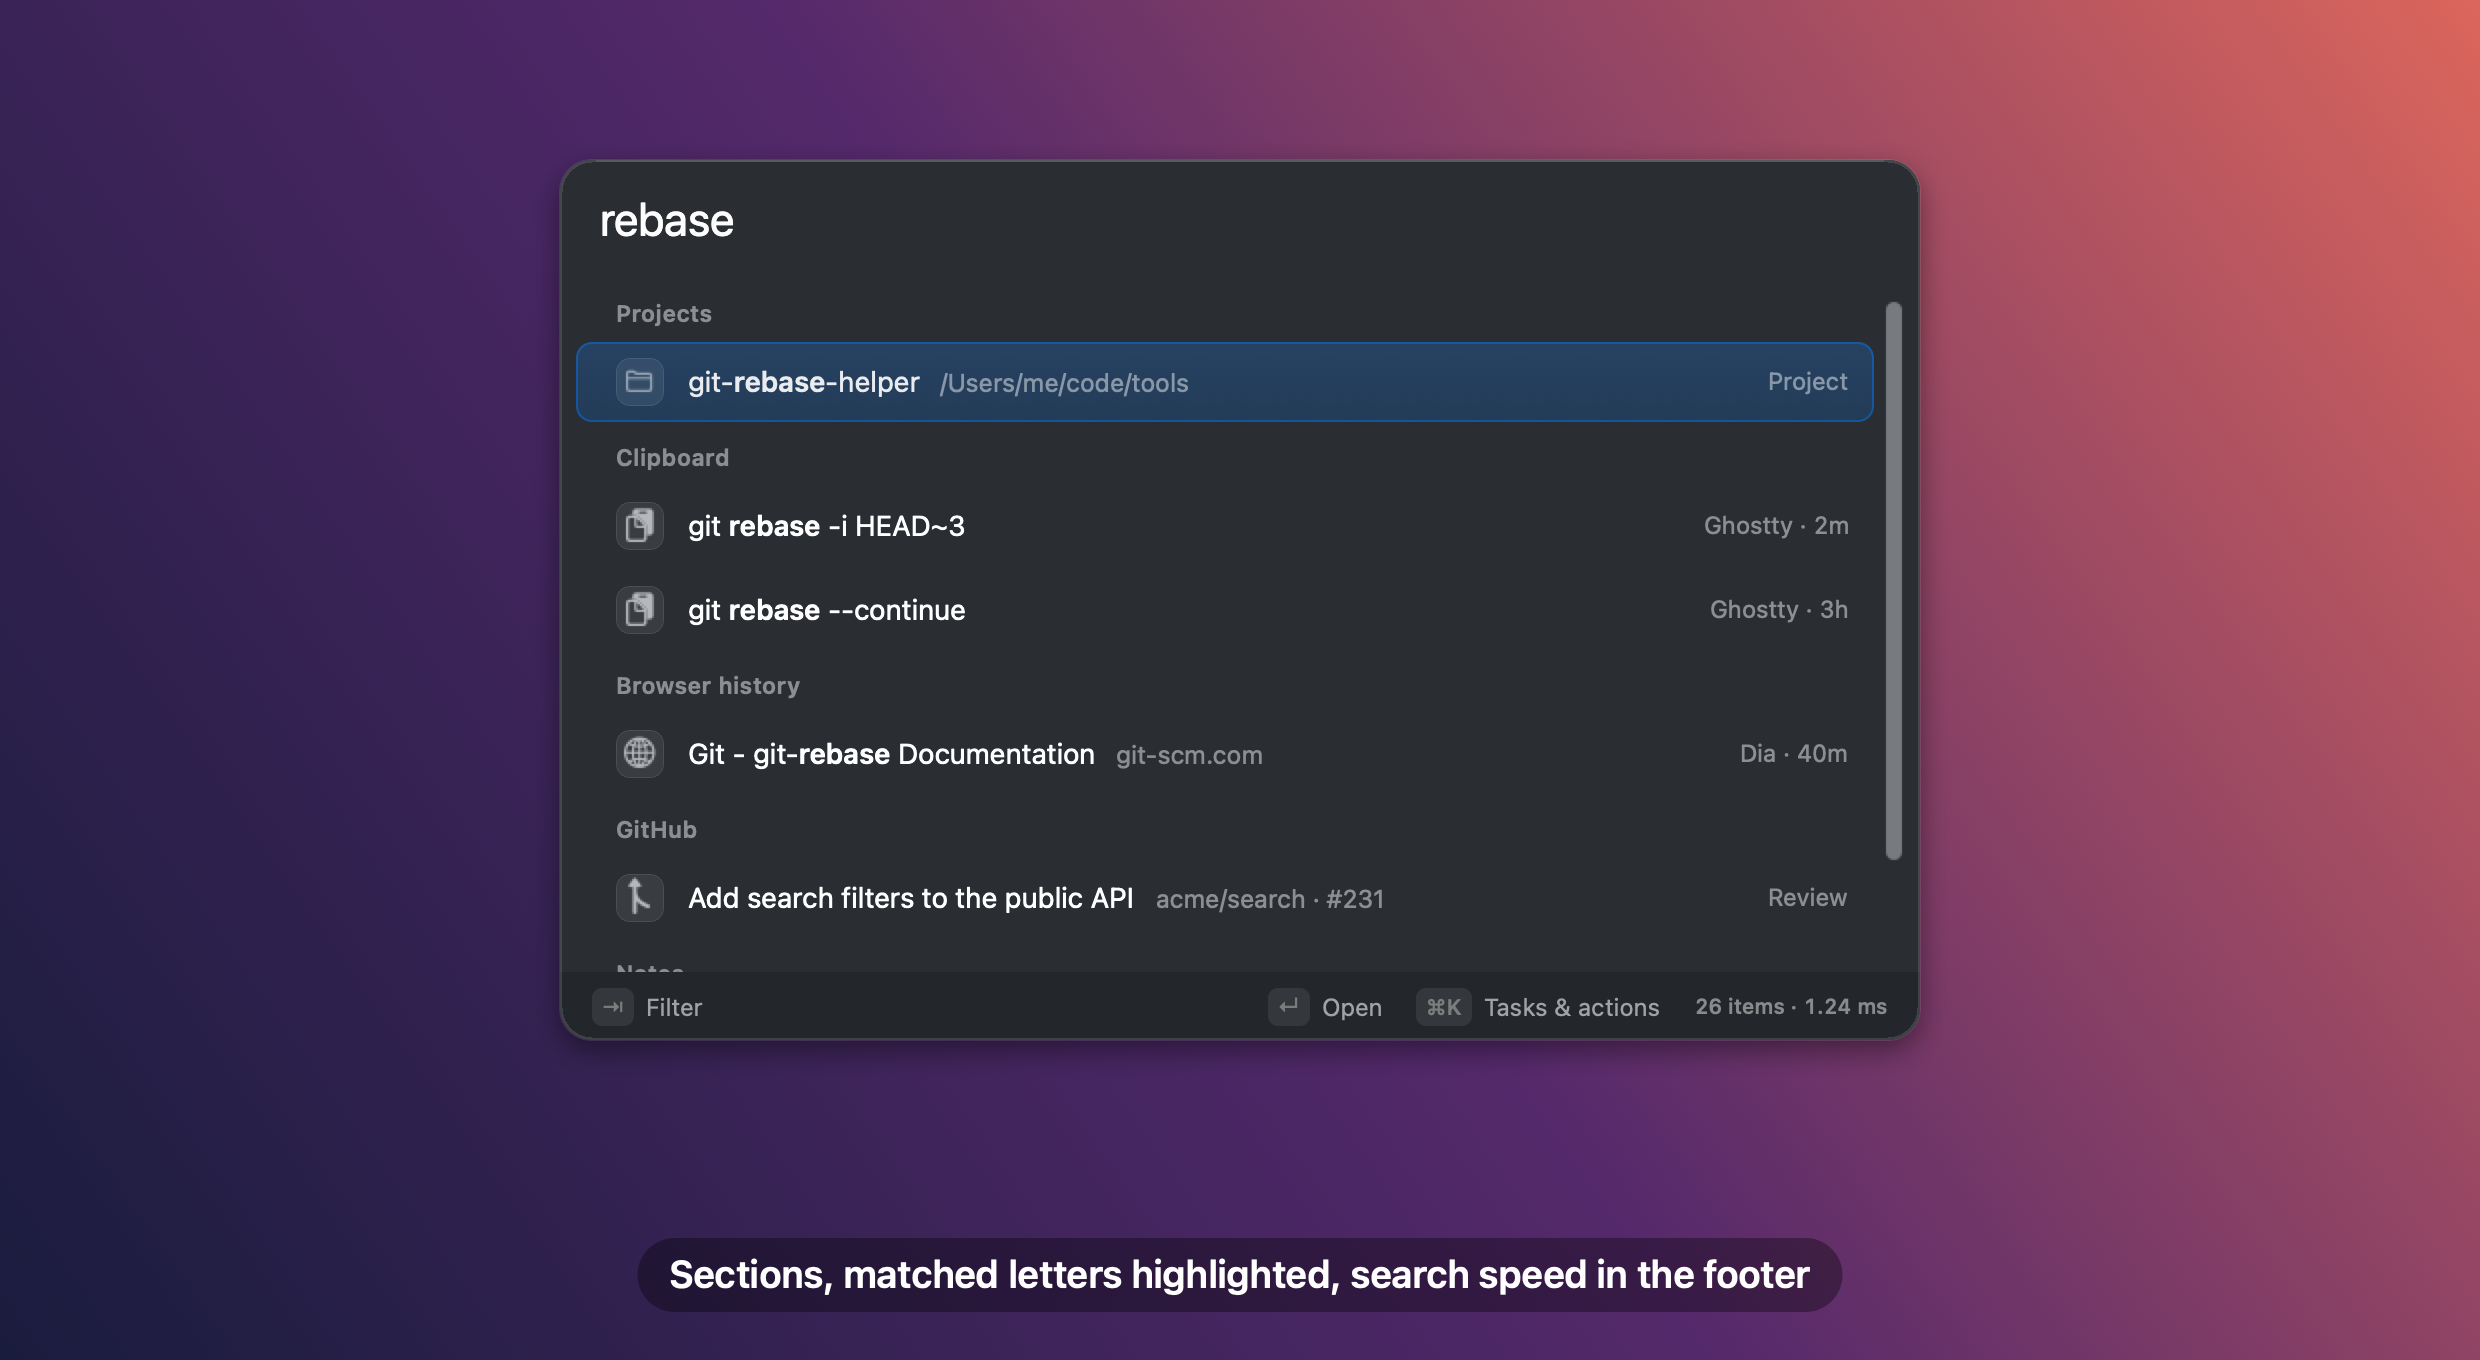 rebase
Projects
git-rebase-helper /Users/me/code/tools Project
Clipboard
git rebase -i HEAD~3 Ghostty · 2m
git rebase --continue Ghostty · 3h
Browser history
Git - git-rebase Documentation git-scm.com Dia · 40m
GitHub
Add search filters to the public API acme/search · #231 Review
Notes
Filter Open ⌘K Tasks & actions 26 items · 1.24 ms
Sections, matched letters highlighted, search speed in the footer